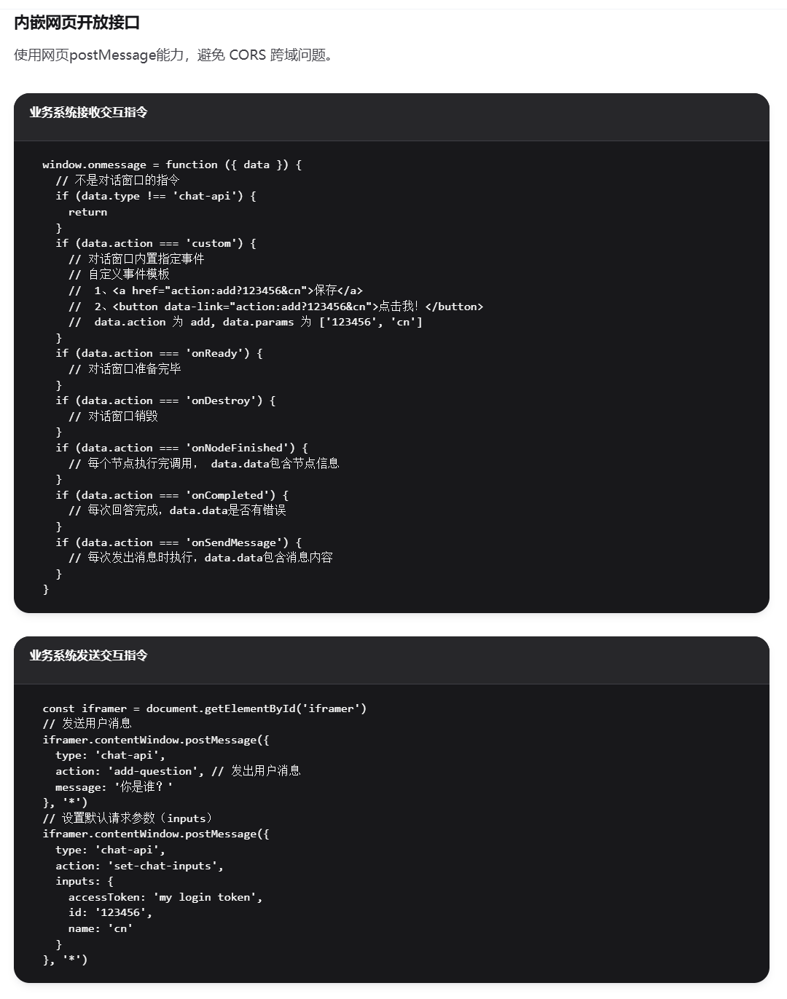 内嵌网页开放接口
使用网页postMessage能力，避免 CORS 跨域问题。
业务系统接收交互指令
window.onmessage = function ({ data }) {
  // 不是对话窗口的指令
  if (data.type !== 'chat-api') {
    return
  }
  if (data.action === 'custom') {
    // 对话窗口内置指定事件
    // 自定义事件模板
    //  1、<a href="action:add?123456&cn">保存</a>
    //  2、<button data-link="action:add?123456&cn">点击我！</button>
    //  data.action 为 add, data.params 为 ['123456', 'cn']
  }
  if (data.action === 'onReady') {
    // 对话窗口准备完毕
  }
  if (data.action === 'onDestroy') {
    // 对话窗口销毁
  }
  if (data.action === 'onNodeFinished') {
    // 每个节点执行完调用， data.data包含节点信息
  }
  if (data.action === 'onCompleted') {
    // 每次回答完成，data.data是否有错误
  }
  if (data.action === 'onSendMessage') {
    // 每次发出消息时执行，data.data包含消息内容
  }
}
业务系统发送交互指令
const iframer = document.getElementById('iframer')
// 发送用户消息
iframer.contentWindow.postMessage({
  type: 'chat-api',
  action: 'add-question', // 发出用户消息
  message: '你是谁？'
}, '*')
// 设置默认请求参数（inputs）
iframer.contentWindow.postMessage({
  type: 'chat-api',
  action: 'set-chat-inputs',
  inputs: {
    accessToken: 'my login token',
    id: '123456',
    name: 'cn'
  }
}, '*')